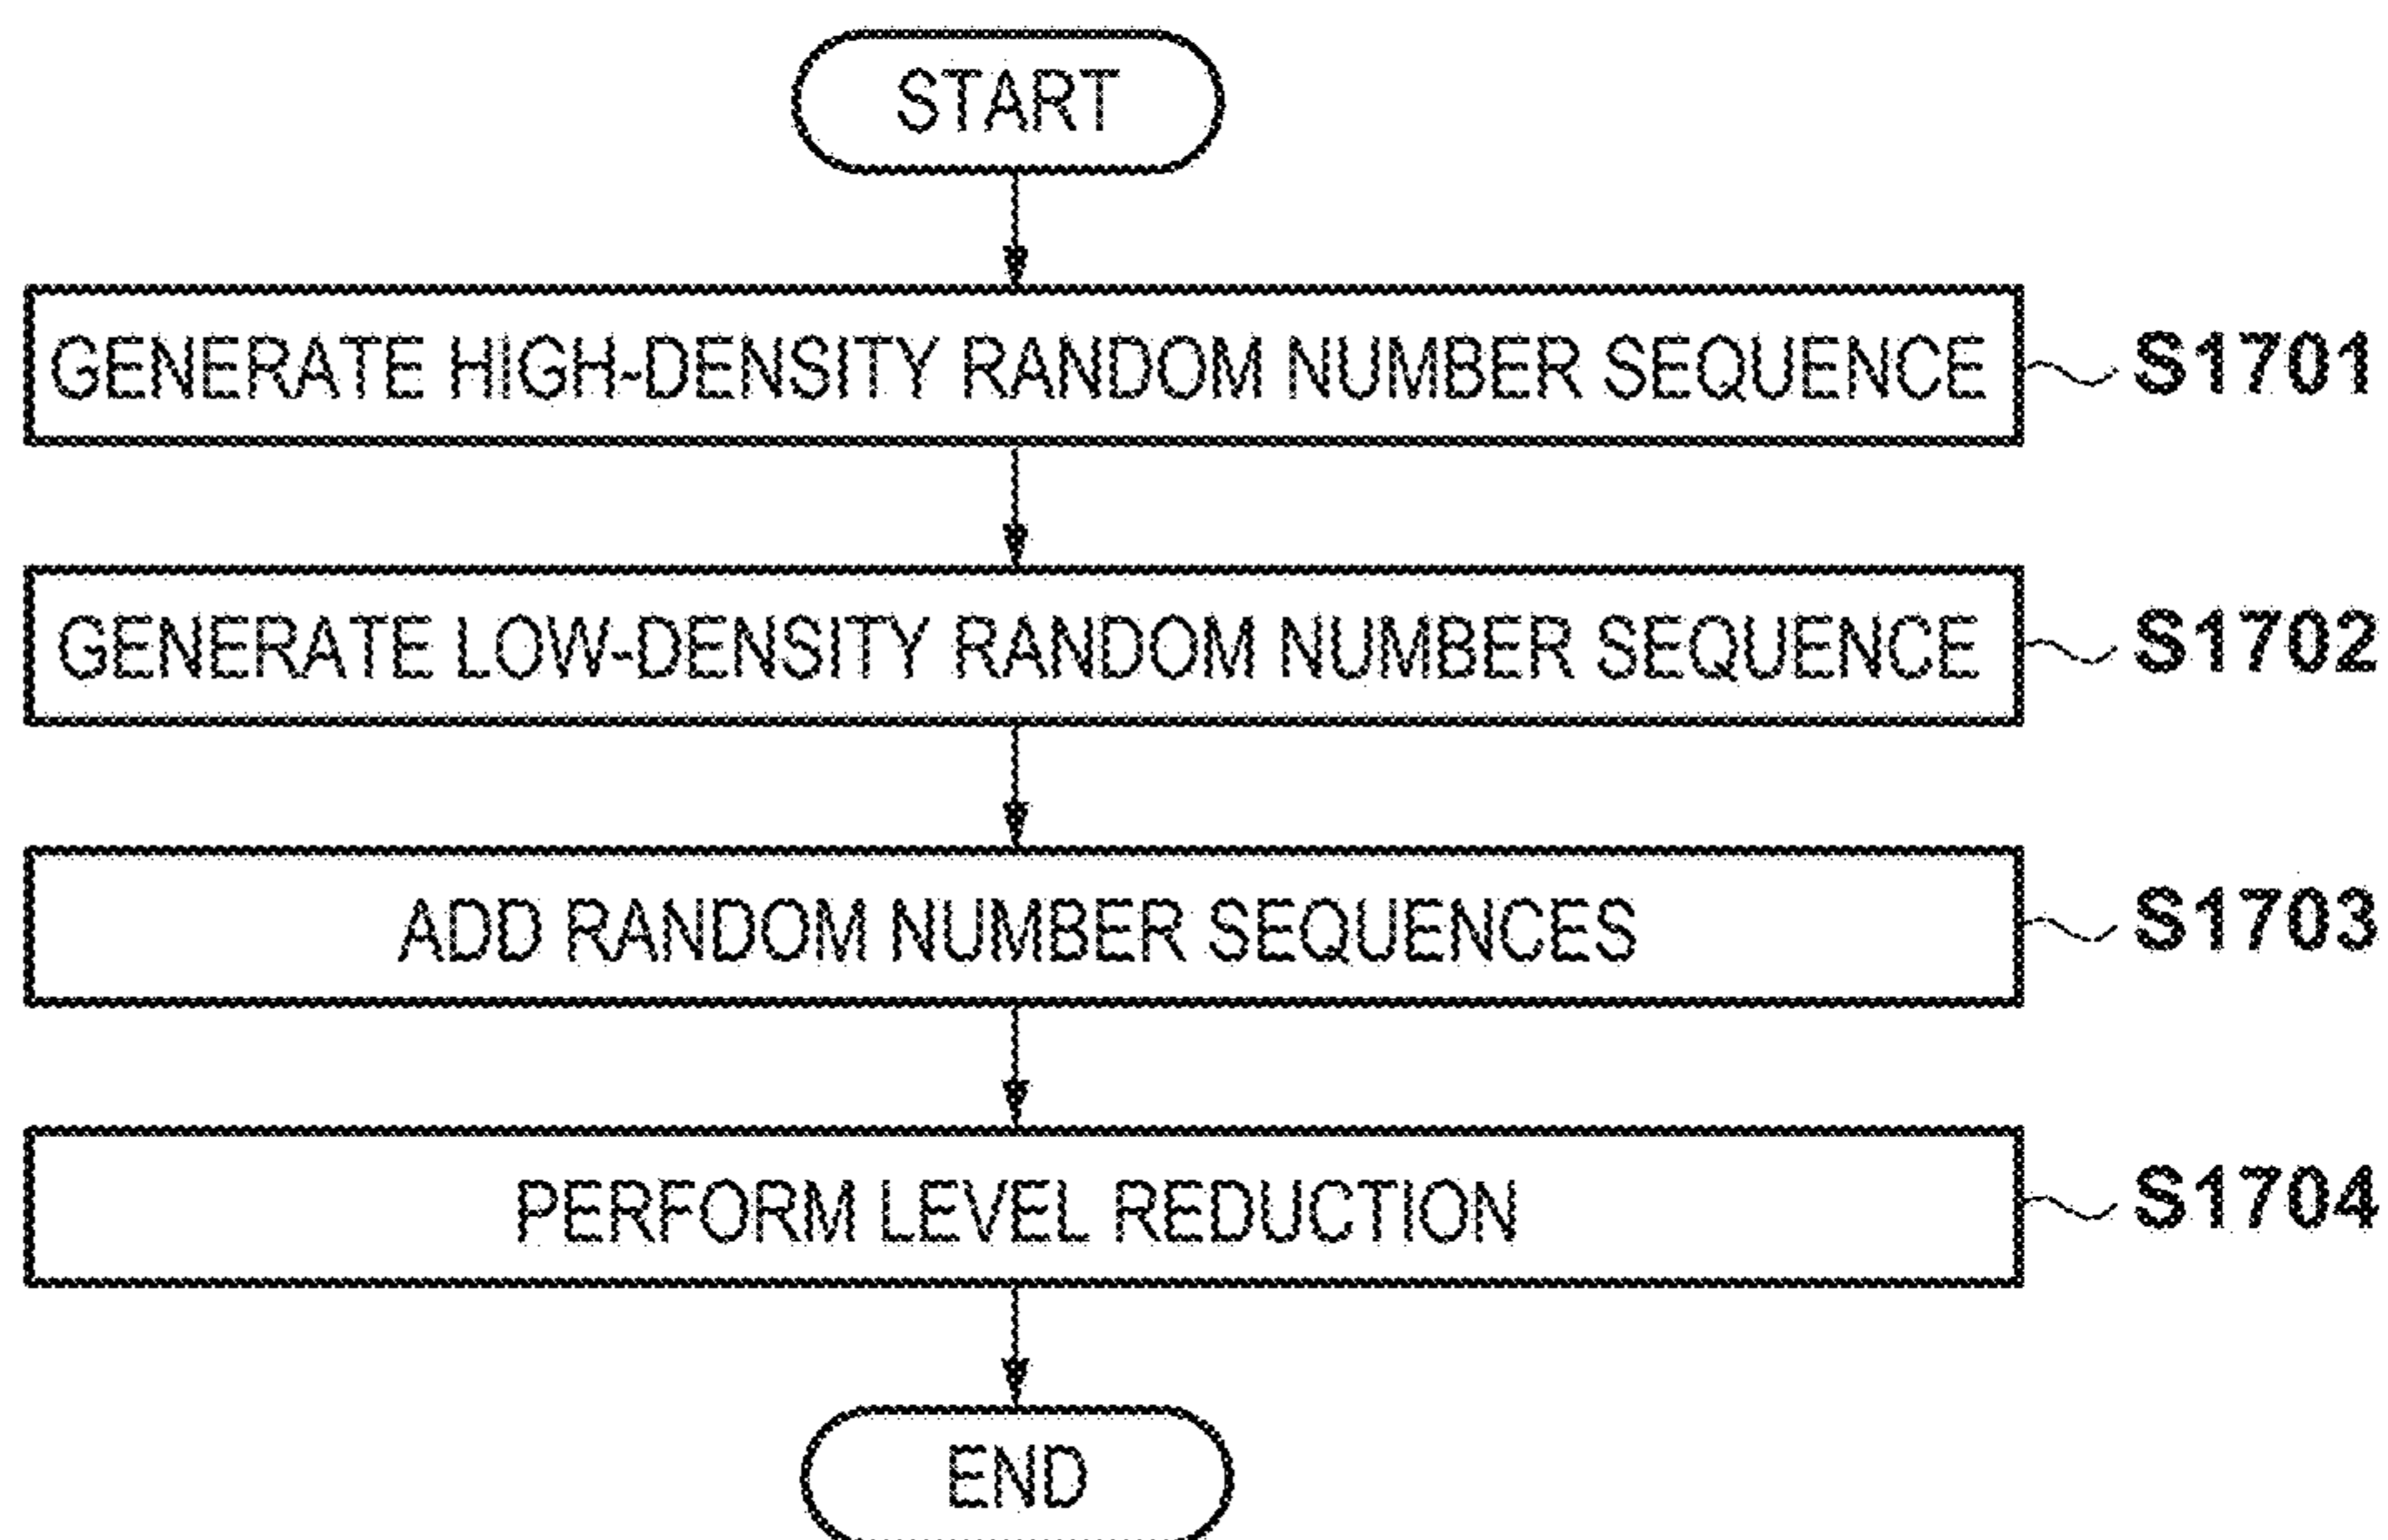 START
GENERATE HIGH-DENSITY RANDOM NUMBER SEQUENCE S1701
GENERATE LOW-DENSITY RANDOM NUMBER SEQUENCE S1702
ADD RANDOM NUMBER SEQUENCES S1703
PERFORM LEVEL REDUCTION S1704
END